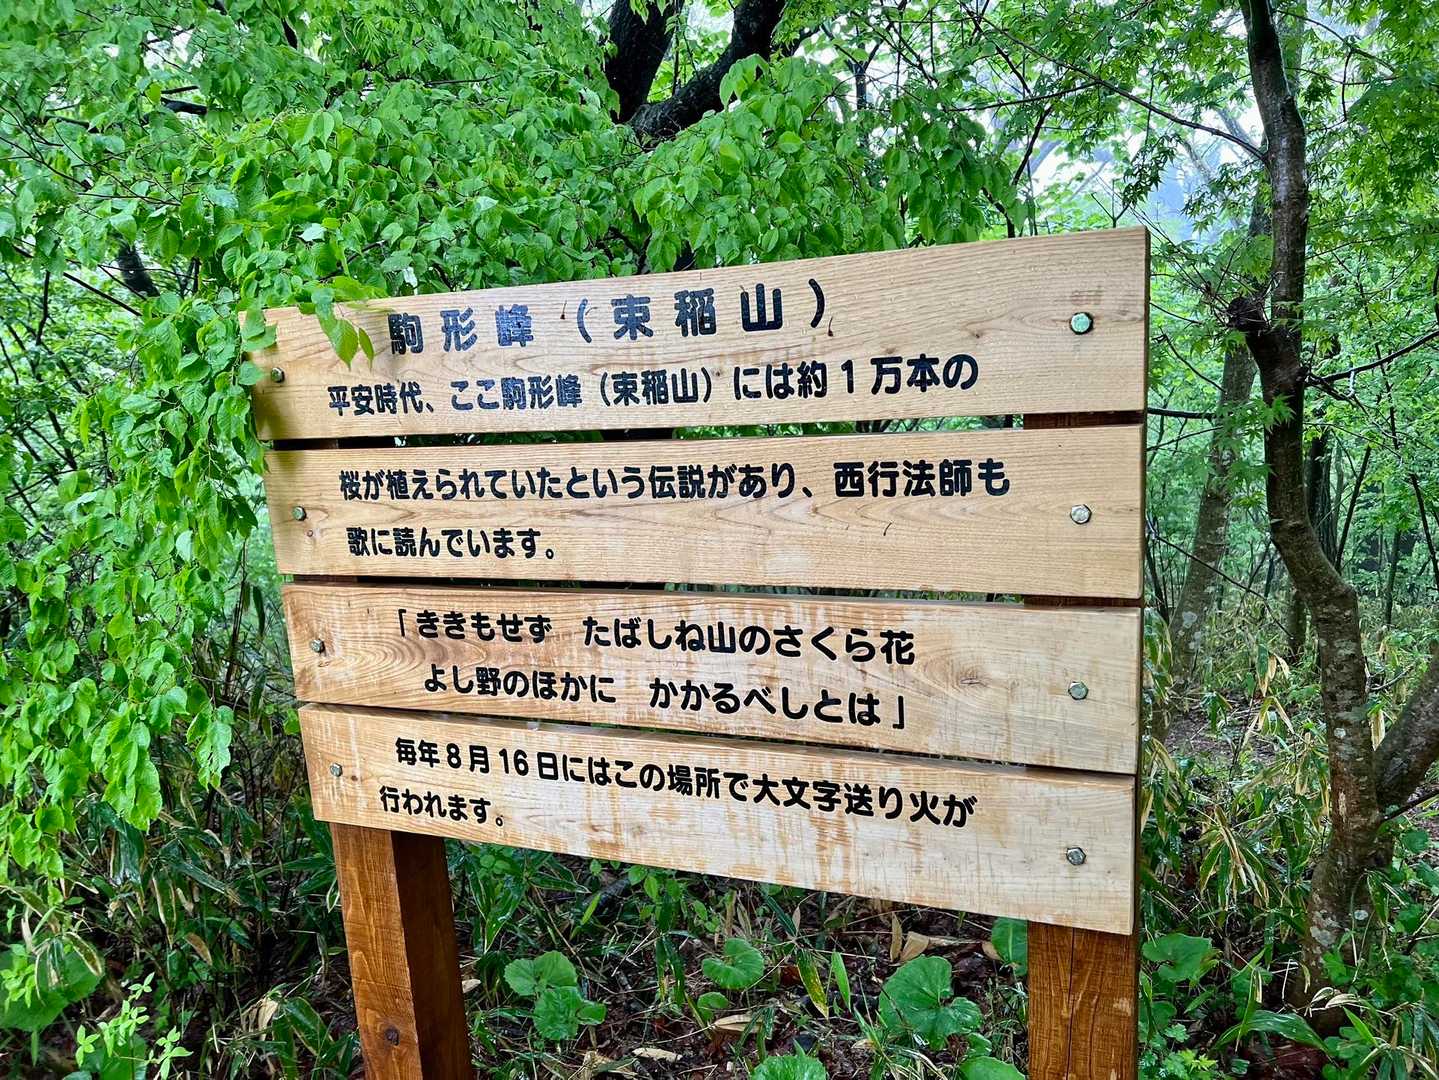 駒形峰（束稲山）
平安時代、ここ駒形峰（束稲山）には約1万本の
桜が植えられていたという伝説があり、西行法師も
歌に読んでいます。
「ききもせず　たばしね山のさくら花
よし野のほかに　かかるべしとは」
毎年8月16日にはこの場所で大文字送り火が
行われます。